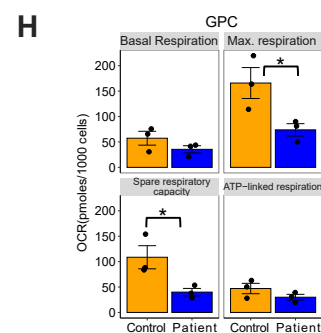 H
GPC
Basal Respiration Max. respiration
*
200
150
100
50
0
OCR(pmoles/1000 cells)
Spare respiratory
capacity
ATP−linked respiration
*
200
150
100
50
0
Control Patient Control Patient